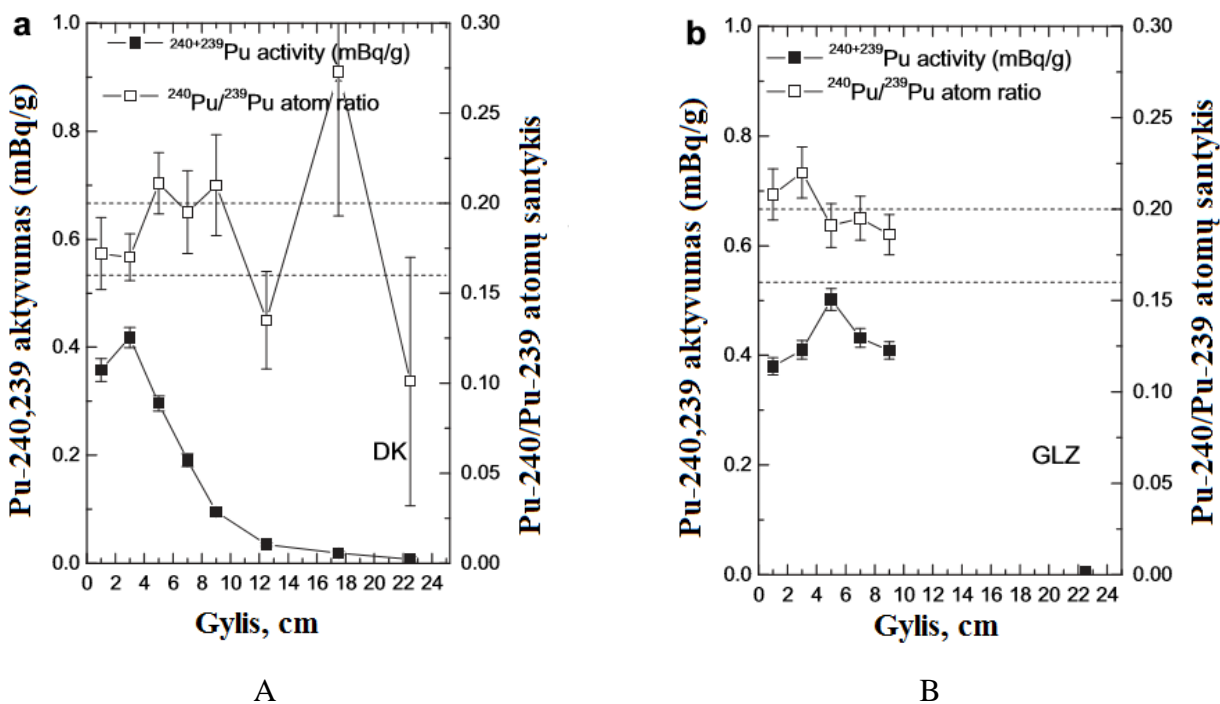 a
²⁴⁰⁺²³⁹Pu activity (mBq/g)
²⁴⁰Pu/²³⁹Pu atom ratio
Pu-240,239 aktyvumas (mBq/g)
1.0
0.8
0.6
0.4
0.2
0.0
0.30
0.25
0.20
0.15
0.10
0.05
0.00
Pu-240/Pu-239 atomų santykis
DK
0 2 4 6 8 10 12 14 16 18 20 22 24
Gylis, cm
A
b
²⁴⁰⁺²³⁹Pu activity (mBq/g)
²⁴⁰Pu/²³⁹Pu atom ratio
Pu-240,239 aktyvumas (mBq/g)
1.0
0.8
0.6
0.4
0.2
0.0
0.30
0.25
0.20
0.15
0.10
0.05
0.00
Pu-240/Pu-239 atomų santykis
GLZ
0 2 4 6 8 10 12 14 16 18 20 22 24
Gylis, cm
B